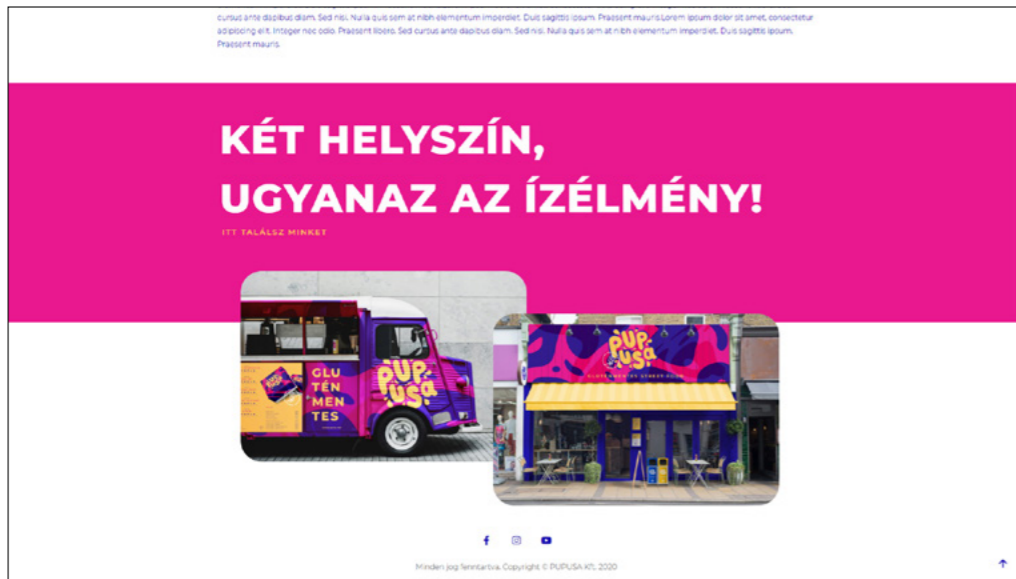 cursus ante dapibus diam. Sed nisi. Nulla quis sem at nibh elementum imperdiet. Duis sagittis ipsum. Praesent mauris Lorem ipsum dolor sit amet, consectetur
adipiscing elit. Integer nec odio. Praesent libero. Sed cursus ante dapibus diam. Sed nisi. Nulla quis sem at nibh elementum imperdiet. Duis sagittis ipsum.
Praesent mauris.
KÉT HELYSZÍN,
UGYANAZ AZ ÍZÉLMÉNY!
ITT TALÁLSZ MINKET
GLU
TÉN
MEN
TES
PUP
USA
PUP
USA
GLUTÉNMENTES STREET FOOD
Minden jog fenntartva. Copyright © PUPUSA Kft. 2020